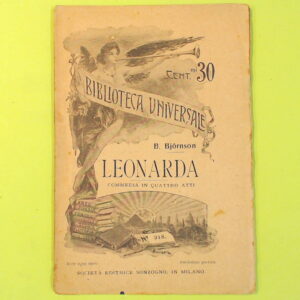 CENT. 30
BIBLIOTECA UNIVERSALE
B. Björnson
LEONARDA
COMMEDIA IN QUATTRO ATTI
SOCIETÀ EDITRICE SONZOGNO, IN MILANO